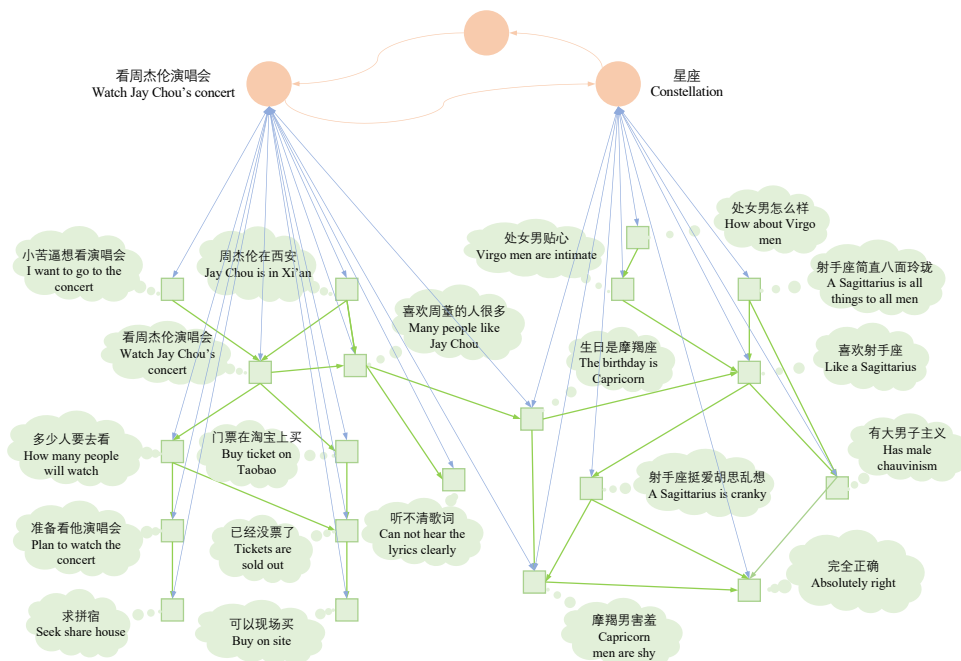 看周杰伦演唱会
Watch Jay Chou's concert
星座
Constellation
处女男怎么样
How about Virgo
men
处女男贴心
Virgo men are intimate
小苦逼想看演唱会
I want to go to the
concert
周杰伦在西安
Jay Chou is in Xi'an
射手座简直八面玲珑
A Sagittarius is all
things to all men
喜欢周董的人很多
Many people like
Jay Chou
看周杰伦演唱会
Watch Jay Chou's
concert
生日是摩羯座
The birthday is
Capricorn
喜欢射手座
Like a Sagittarius
多少人要去看
How many people
will watch
门票在淘宝上买
Buy ticket on
Taobao
有大男子主义
Has male
chauvinism
射手座挺爱胡思乱想
A Sagittarius is cranky
准备看他演唱会
Plan to watch the
concert
已经没票了
Tickets are
sold out
听不清歌词
Can not hear the
lyrics clearly
完全正确
Absolutely right
求拼宿
Seek share house
可以现场买
Buy on site
摩羯男害羞
Capricorn
men are shy